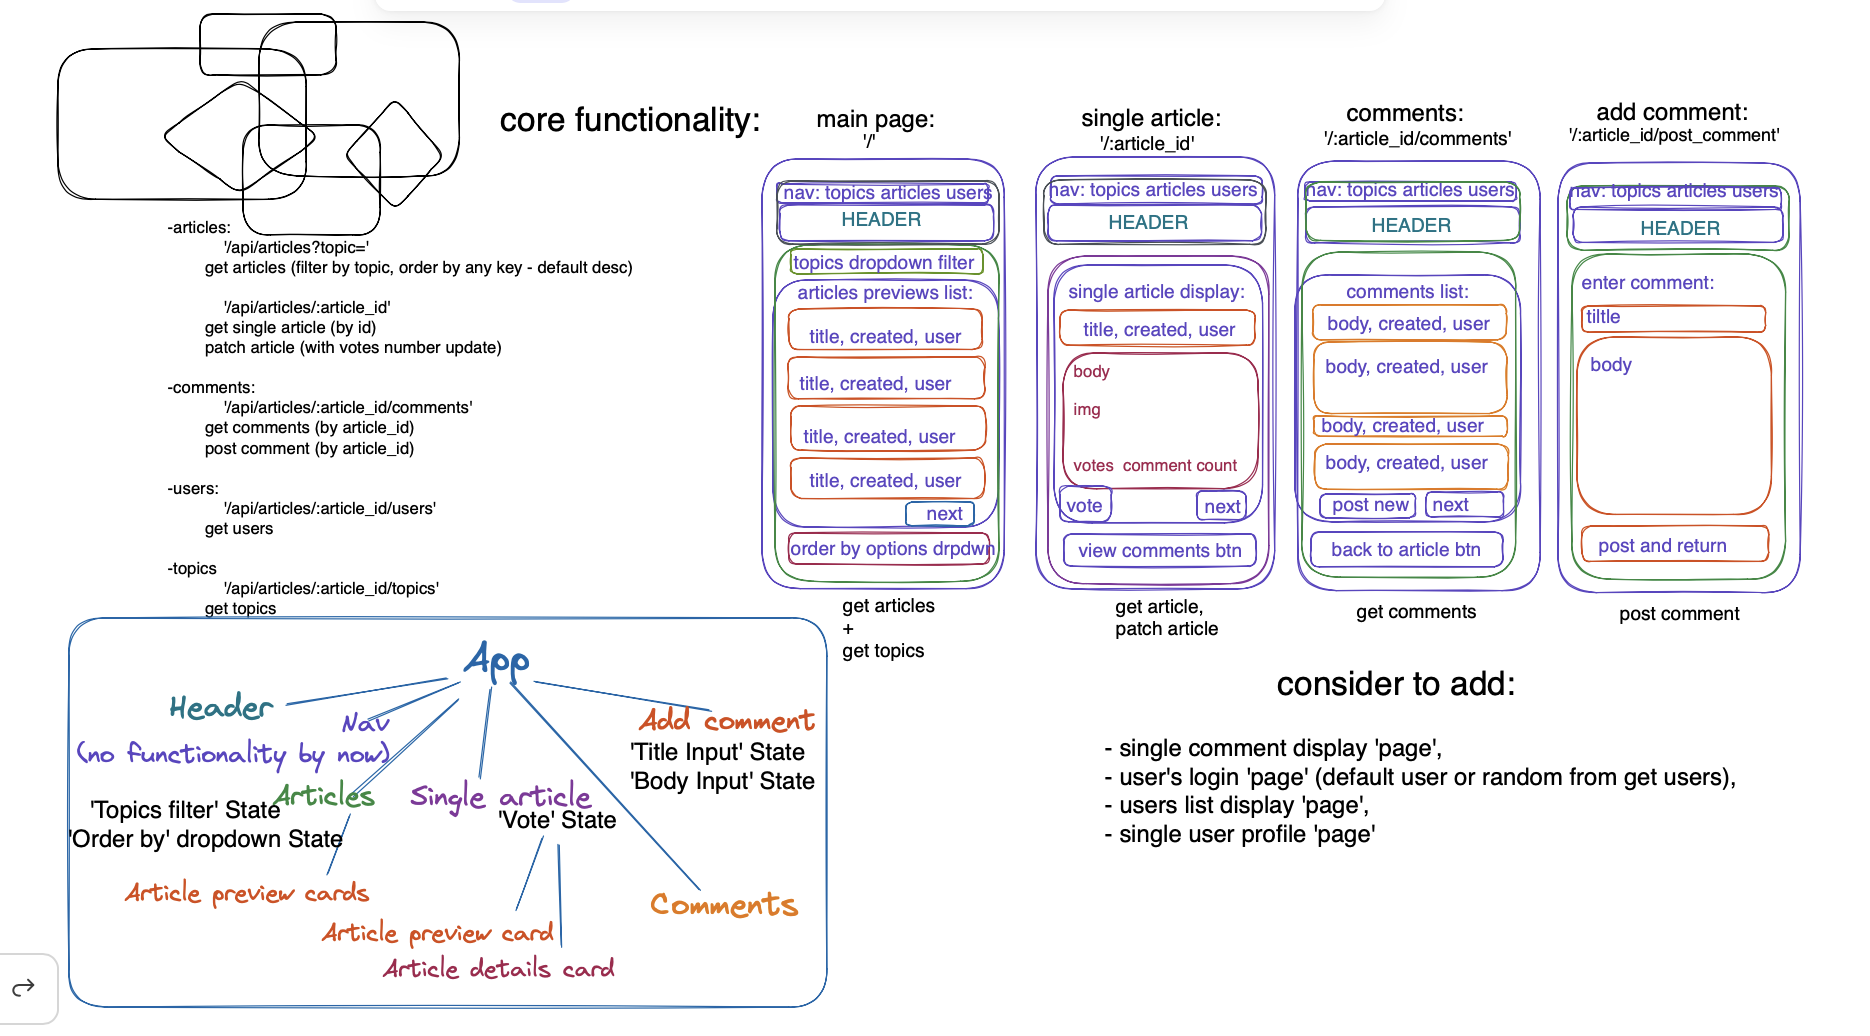 -articles:
'/api/articles?topic='
get articles (filter by topic, order by any key - default desc)
'/api/articles/:article_id'
get single article (by id)
patch article (with votes number update)
-comments:
'/api/articles/:article_id/comments'
get comments (by article_id)
post comment (by article_id)
-users:
'/api/articles/:article_id/users'
get users
-topics
'/api/articles/:article_id/topics'
get topics
core functionality:
main page:
'/'
nav: topics articles users
HEADER
topics dropdown filter
articles previews list:
title, created, user
title, created, user
title, created, user
title, created, user
next
order by options drpdwn
get articles
+
get topics
single article:
'/:article_id'
nav: topics articles users
HEADER
single article display:
title, created, user
body
img
votes comment count
vote
next
view comments btn
get article,
patch article
comments:
'/:article_id/comments'
nav: topics articles users
HEADER
comments list:
body, created, user
body, created, user
body, created, user
body, created, user
post new
next
back to article btn
get comments
add comment:
'/:article_id/post_comment'
nav: topics articles users
HEADER
enter comment:
tiltle
body
post and return
post comment
App
Header
Nav
(no functionality by now)
Articles
'Topics filter' State
'Order by' dropdown State
Article preview cards
Single article
'Vote' State
Article preview card
Article details card
Comments
Add comment
'Title Input' State
'Body Input' State
consider to add:
- single comment display 'page',
- user's login 'page' (default user or random from get users),
- users list display 'page',
- single user profile 'page'